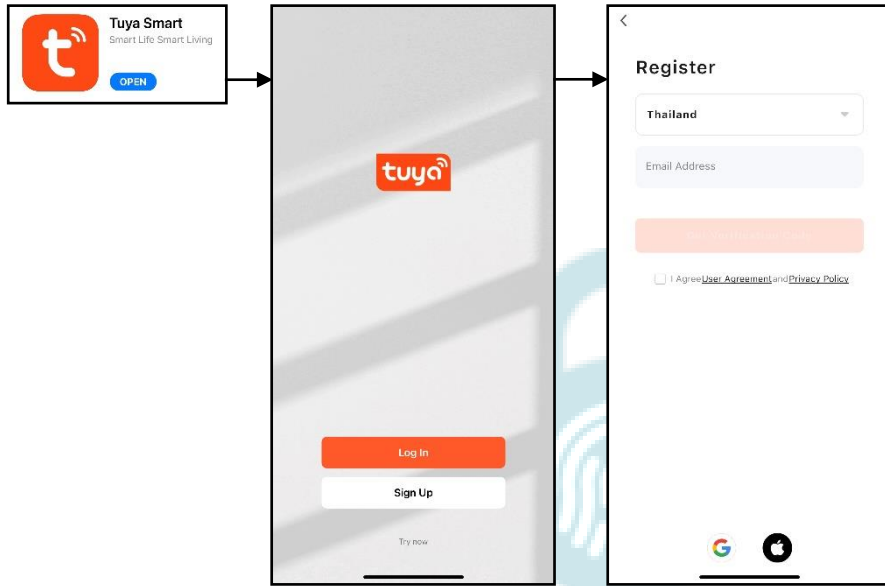 Tuya Smart
Smart Life Smart Living
OPEN
tuya
Log In
Sign Up
Try now
Register
Thailand
Email Address
I Agree User Agreement and Privacy Policy